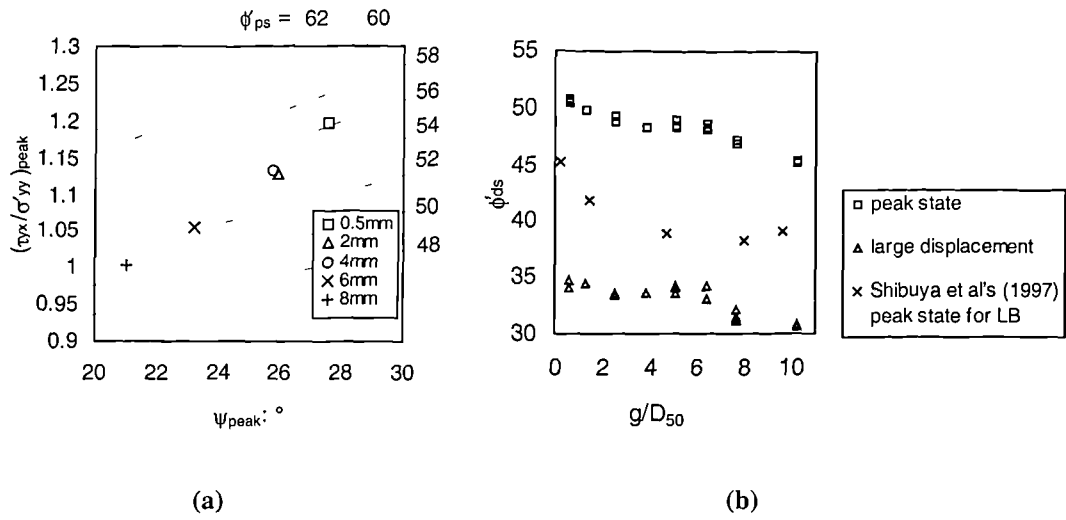 ϕ'ps = 62 60
1.3
1.25
1.2
1.15
1.1
1.05
1
0.95
0.9
(τyx/σ'yy)peak
58
56
54
52
50
48
0.5mm
2mm
4mm
6mm
8mm
20 22 24 26 28 30
ψpeak: °
(a)
55
50
45
40
35
30
ϕ'ds
0 2 4 6 8 10
g/D50
peak state
large displacement
Shibuya et al's (1997)
peak state for LB
(b)